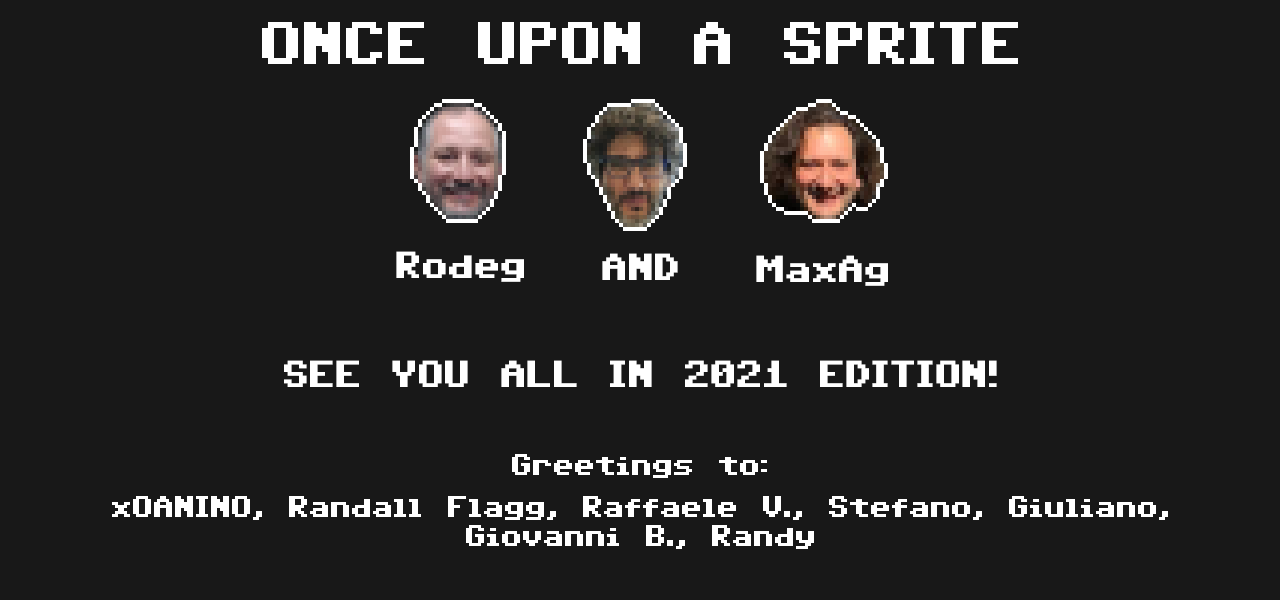 ONCE UPON A SPRITE
Rodeg AND MaxAg
SEE YOU ALL IN 2021 EDITION!
Greetings to:
xOANINO, Randall Flagg, Raffaele V., Stefano, Giuliano,
Giovanni B., Randy